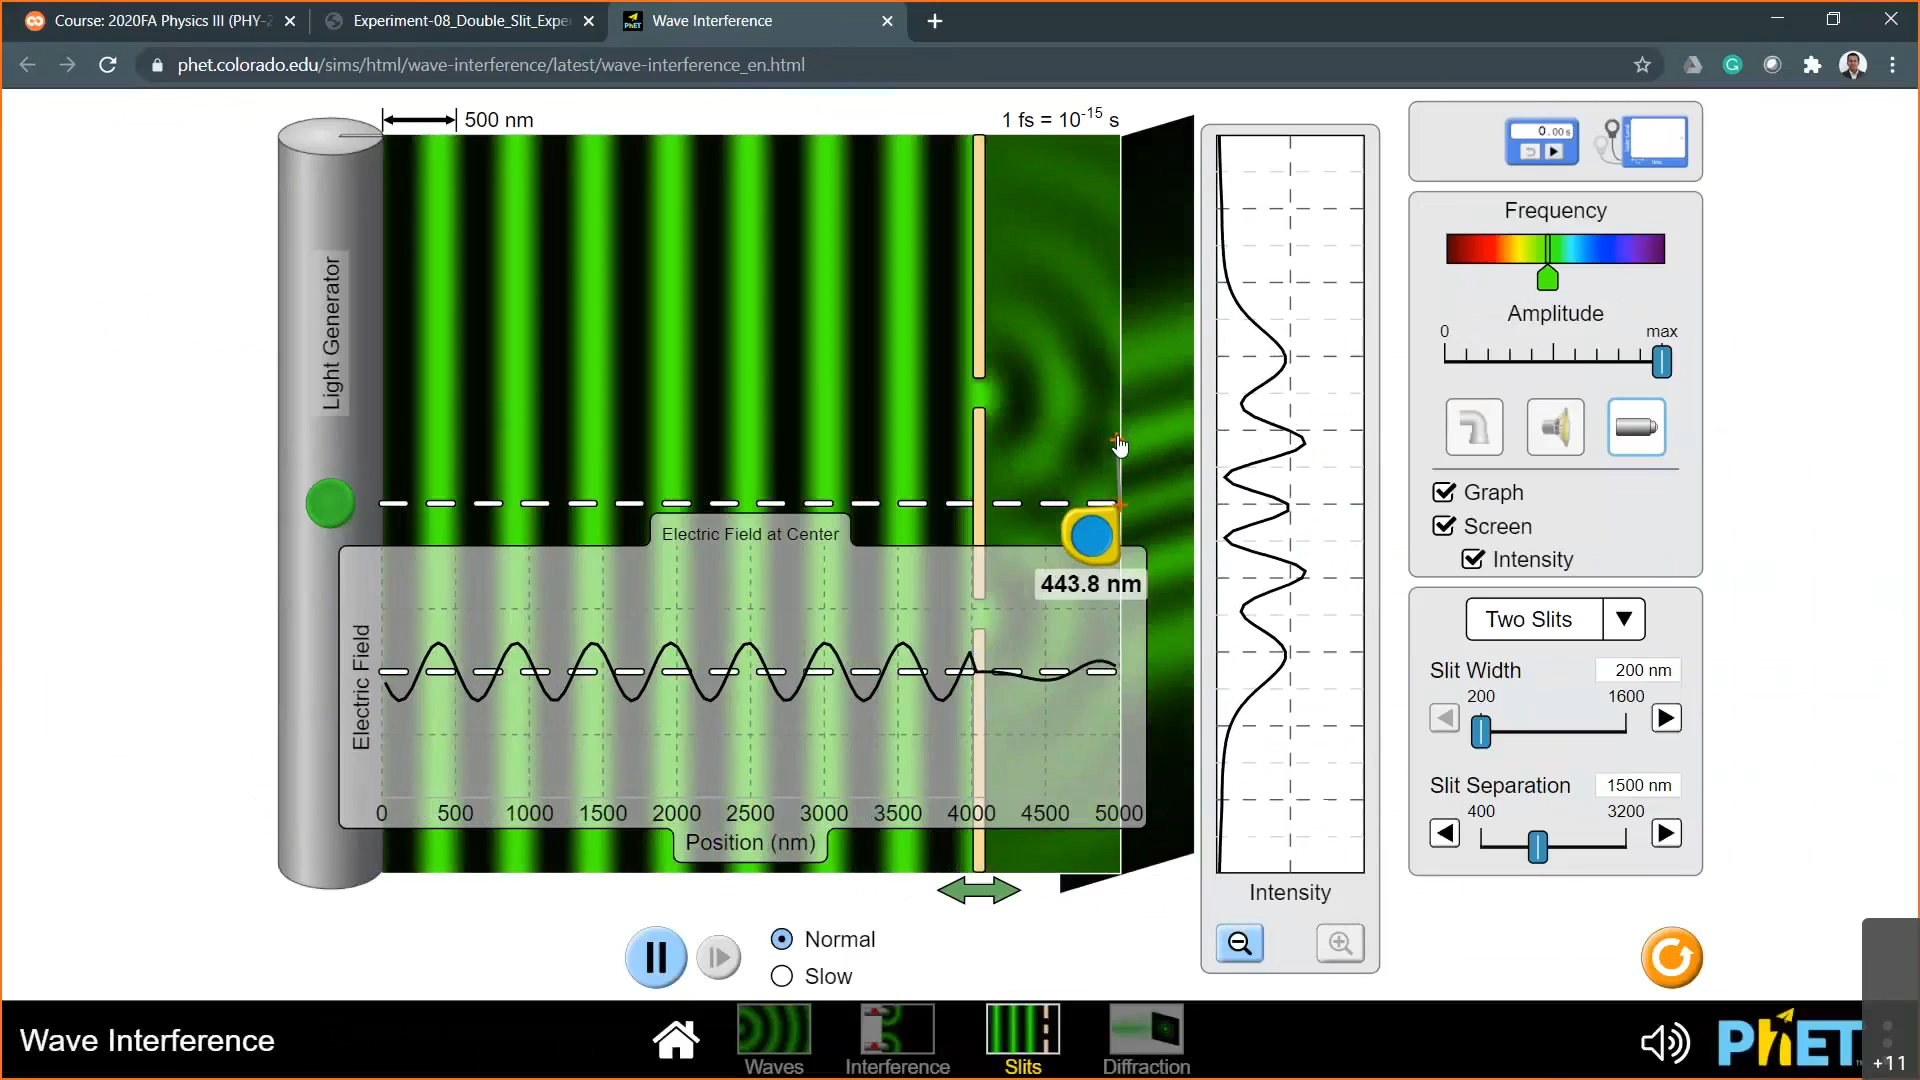 Course: 2020FA Physics III (PHY-2
Experiment-08_Double_Slit_Expe
Wave Interference
phet.colorado.edu/sims/html/wave-interference/latest/wave-interference_en.html
500 nm
1 fs = 10⁻¹⁵ s
Light Generator
Electric Field at Center
443.8 nm
Electric Field
0 500 1000 1500 2000 2500 3000 3500 4000 4500 5000
Position (nm)
Intensity
0.00 s
Frequency
Amplitude
0 max
Graph
Screen
Intensity
Two Slits
Slit Width 200 nm
200 1600
Slit Separation 1500 nm
400 3200
Normal
Slow
Wave Interference
Waves
Interference
Slits
Diffraction
PhET
+11